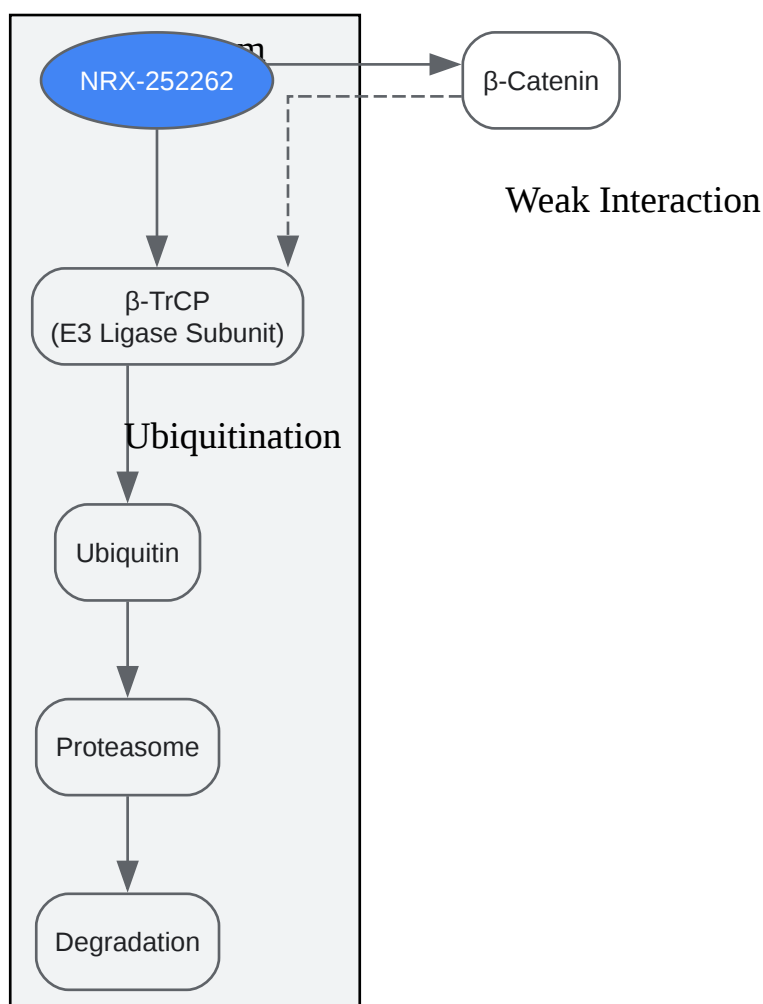 NRX-252262
β-Catenin
Weak Interaction
β-TrCP
(E3 Ligase Subunit)
Ubiquitination
Ubiquitin
Proteasome
Degradation